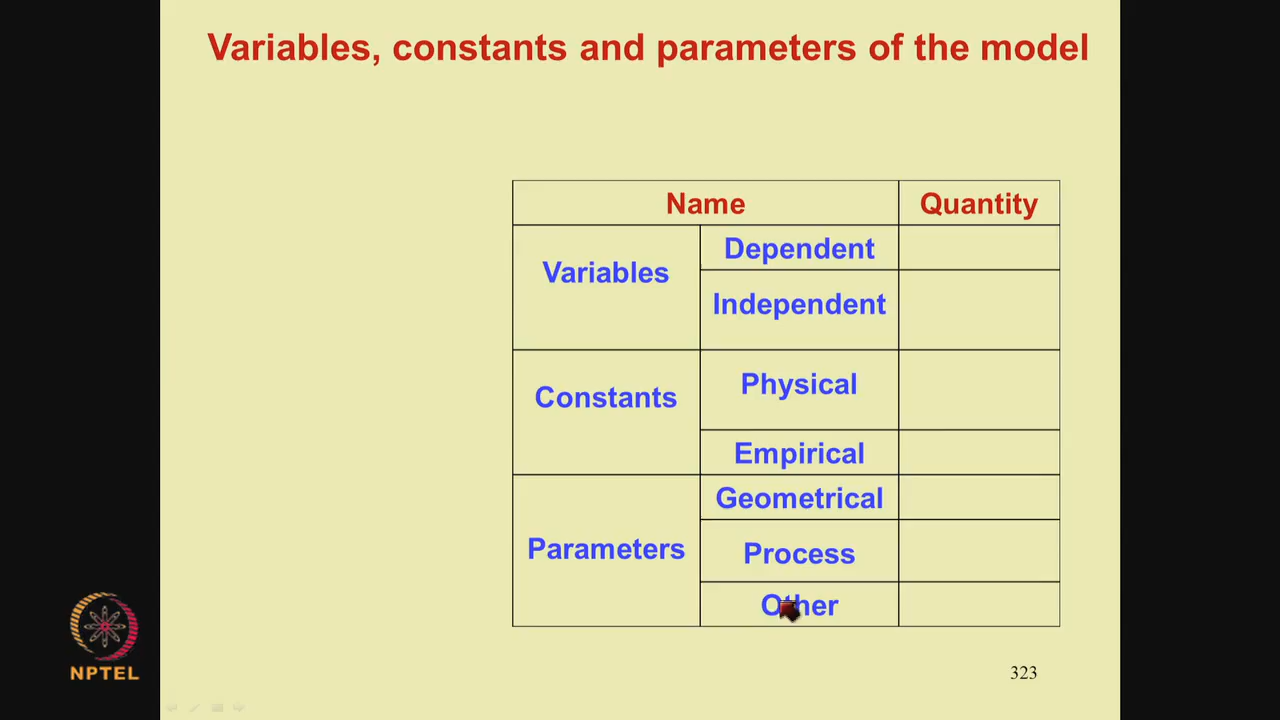 Variables, constants and parameters of the model
Name Quantity
Variables
Dependent
Independent
Constants
Physical
Empirical
Parameters
Geometrical
Process
Other
NPTEL
323